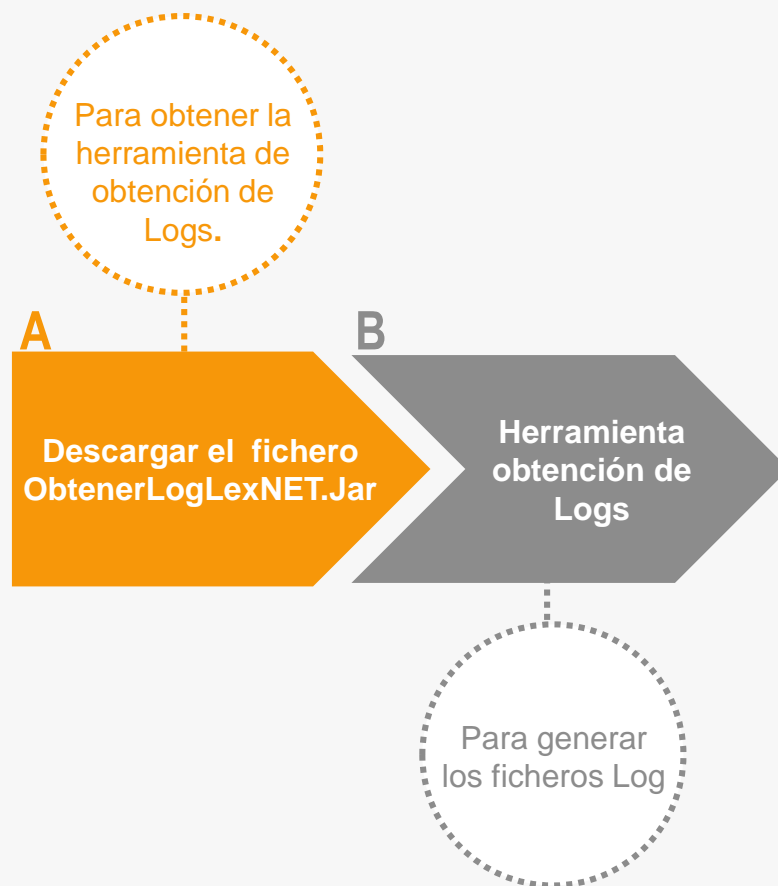 Para obtener la
herramienta de
obtención de
Logs.
A
B
Descargar el fichero
ObtenerLogLexNET.Jar
Herramienta
obtención de
Logs
Para generar
los ficheros Log